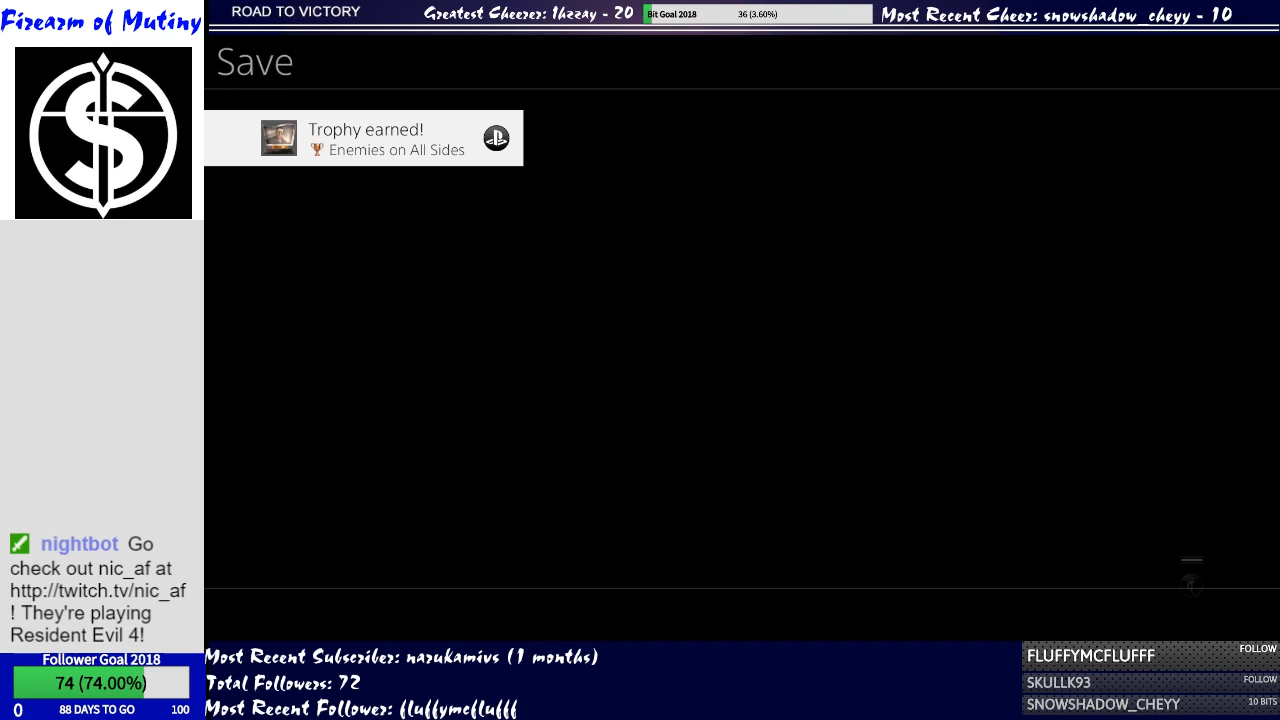 Firearm of Mutiny
ROAD TO VICTORY
Greatest Cheerer: 1hzzay - 20
Bit Goal 2018
36 (3.60%)
Most Recent Cheer: snowshadow_cheyy - 10
Save
Trophy earned!
Enemies on All Sides
nightbot Go
check out nic_af at
http://twitch.tv/nic_af
! They're playing
Resident Evil 4!
Follower Goal 2018
74 (74.00%)
0
88 DAYS TO GO
100
Most Recent Subscriber: narukamivs (1 months)
Total Followers: 72
Most Recent Follower: fluffymcflufff
FLUFFYMCFLUFFF FOLLOW
SKULLK93 FOLLOW
SNOWSHADOW_CHEYY 10 BITS